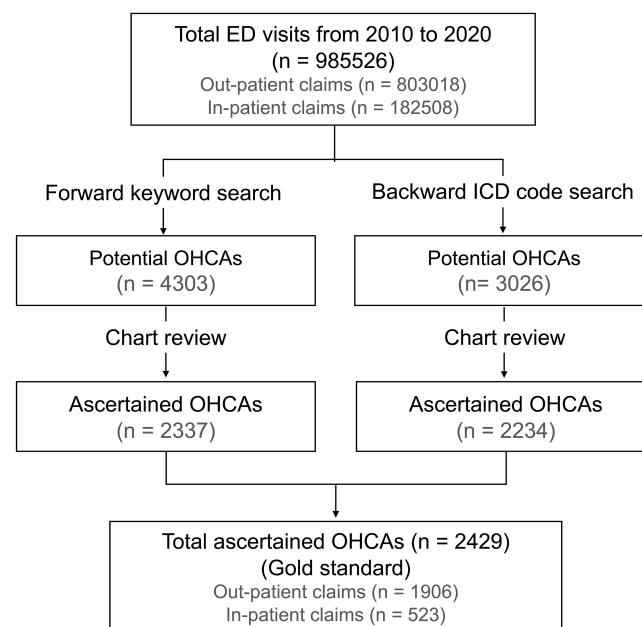 Total ED visits from 2010 to 2020
(n = 985526)
Out-patient claims (n = 803018)
In-patient claims (n = 182508)
Forward keyword search
Backward ICD code search
Potential OHCAs
(n = 4303)
Potential OHCAs
(n= 3026)
Chart review
Chart review
Ascertained OHCAs
(n = 2337)
Ascertained OHCAs
(n = 2234)
Total ascertained OHCAs (n = 2429)
(Gold standard)
Out-patient claims (n = 1906)
In-patient claims (n = 523)